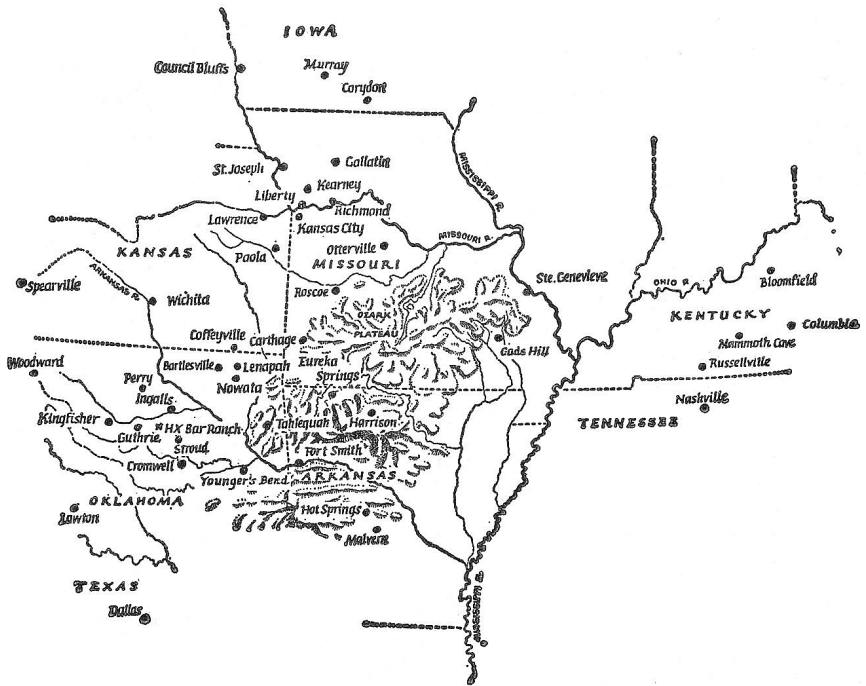 IOWA
Council Bluffs
Murray
Corydon
MISSISSIPPI R.
St. Joseph
Gallatin
Kearney
Liberty
Richmond
Lawrence
Kansas City
MISSOURI R.
Otterville
KANSAS
Paola
MISSOURI
ARKANSAS R.
Spearville
Wichita
Roscoe
Ste. Genevieve
OHIO R.
Bloomfield
OZARK
PLATEAU
KENTUCKY
Columbia
Coffeyville
Carthage
Gads Hill
Mammoth Cave
Woodward
Bartlesville
Lenapah
Eureka
Springs
Russellville
Perry
Nowata
Ingalls
Nashville
Kingfisher
Guthrie
HX Bar Ranch
Tahlequah
Harrison
TENNESSEE
Stroud
Cromwell
Fort Smith
Younger's Bend
ARKANSAS
OKLAHOMA
Lawton
Hot Springs
Malvern
TEXAS
Dallas
MISSISSIPPI R.